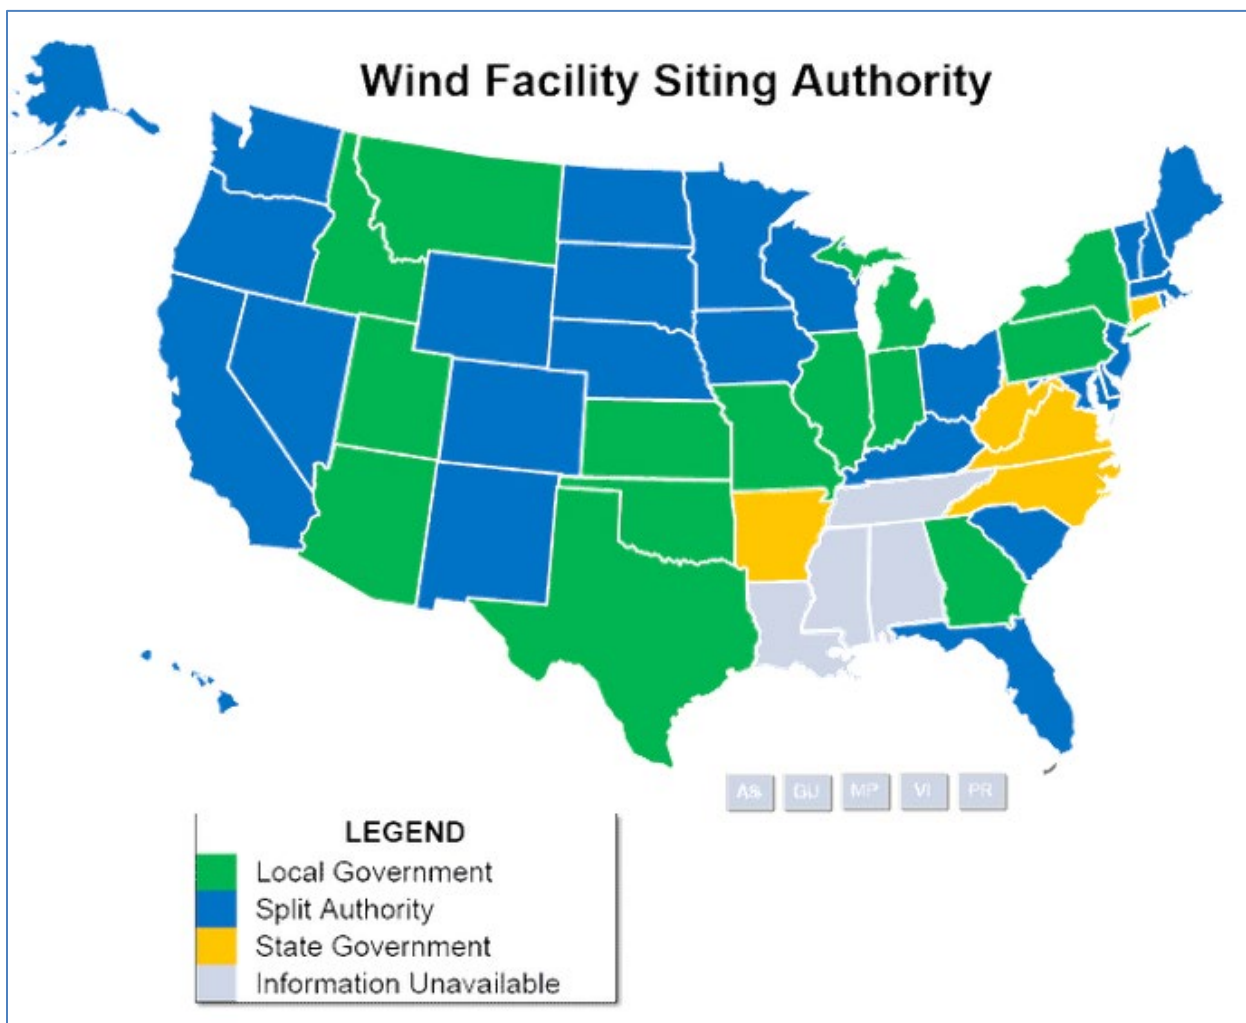 Wind Facility Siting Authority
AS GU MP VI PR
LEGEND
Local Government
Split Authority
State Government
Information Unavailable